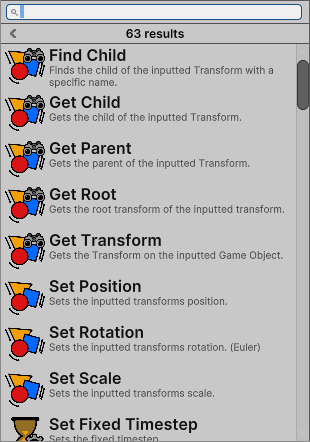 63 results
Find Child
Finds the child of the inputted Transform with a
specific name.
Get Child
Gets the child of the inputted Transform.
Get Parent
Gets the parent of the inputted Transform.
Get Root
Gets the root transform of the inputted transform.
Get Transform
Gets the Transform on the inputted Game Object.
Set Position
Sets the inputted transforms position.
Set Rotation
Sets the inputted transforms rotation. (Euler)
Set Scale
Sets the inputted transforms scale.
Set Fixed Timestep
Sets the fixed timestep.